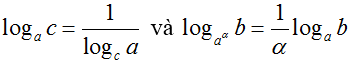 log_a c = 1/(log_c a) và log_{a^α} b = (1/α) log_a b